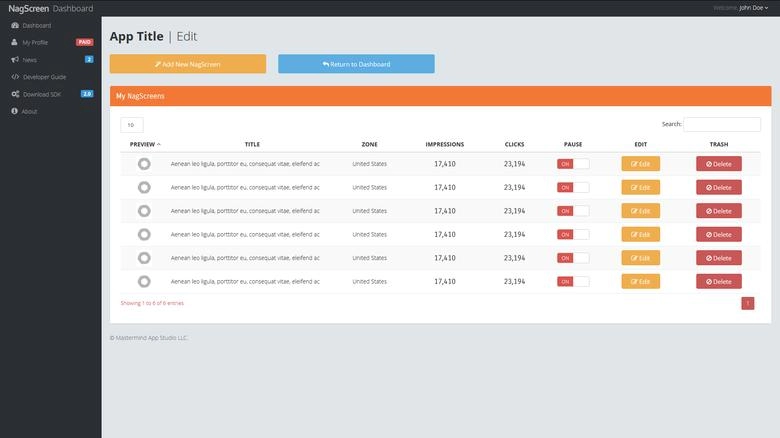 NagScreen Dashboard
Welcome, John Doe
Dashboard
My Profile PAID
News 2
Developer Guide
Download SDK 2.0
About
App Title | Edit
Add New NagScreen
Return to Dashboard
My NagScreens
10
Search:
PREVIEW TITLE ZONE IMPRESSIONS CLICKS PAUSE EDIT TRASH
Aenean leo ligula, porttitor eu, consequat vitae, eleifend ac United States 17,410 23,194 ON Edit Delete
Aenean leo ligula, porttitor eu, consequat vitae, eleifend ac United States 17,410 23,194 ON Edit Delete
Aenean leo ligula, porttitor eu, consequat vitae, eleifend ac United States 17,410 23,194 ON Edit Delete
Aenean leo ligula, porttitor eu, consequat vitae, eleifend ac United States 17,410 23,194 ON Edit Delete
Aenean leo ligula, porttitor eu, consequat vitae, eleifend ac United States 17,410 23,194 ON Edit Delete
Aenean leo ligula, porttitor eu, consequat vitae, eleifend ac United States 17,410 23,194 ON Edit Delete
Showing 1 to 6 of 6 entries
1
© Mastermind App Studio LLC.